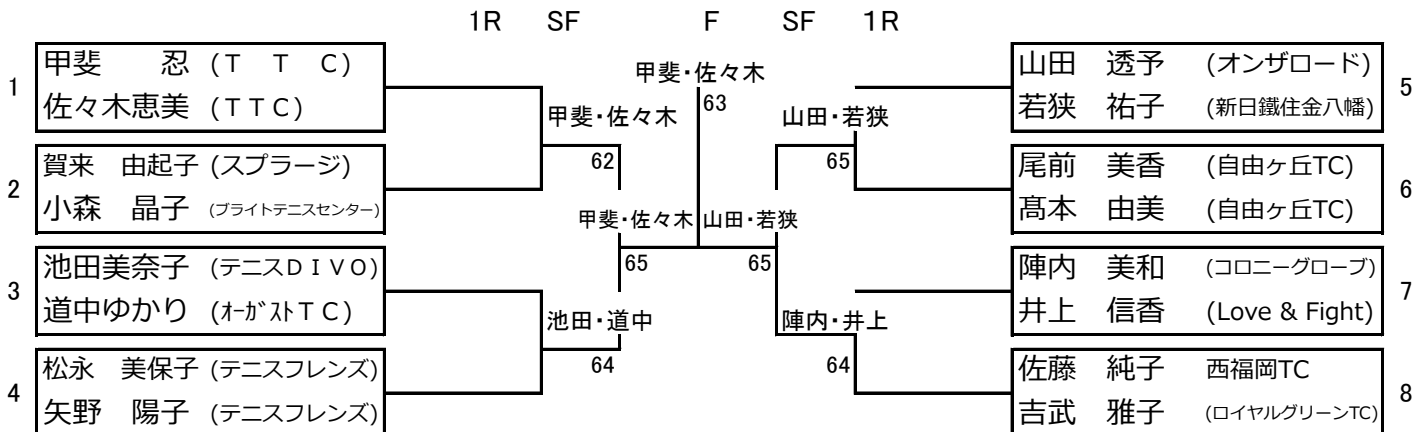 1R SF F SF 1R
1
甲斐 忍 (T T C)
佐々木恵美 (TTC)
2
賀来 由起子 (スプラージ)
小森 晶子 (ブライトテニスセンター)
3
池田美奈子 (テニスDIVO)
道中ゆかり (ｵｰｶﾞｽﾄTC)
4
松永 美保子 (テニスフレンズ)
矢野 陽子 (テニスフレンズ)
甲斐・佐々木
62
池田・道中
64
甲斐・佐々木
65
甲斐・佐々木
63
山田・若狭
65
山田・若狭
65
陣内・井上
64
山田 透予 (オンザロード)
若狭 祐子 (新日鐵住金八幡)
5
尾前 美香 (自由ヶ丘TC)
髙本 由美 (自由ヶ丘TC)
6
陣内 美和 (コロニーグローブ)
井上 信香 (Love & Fight)
7
佐藤 純子 西福岡TC
吉武 雅子 (ロイヤルグリーンTC)
8